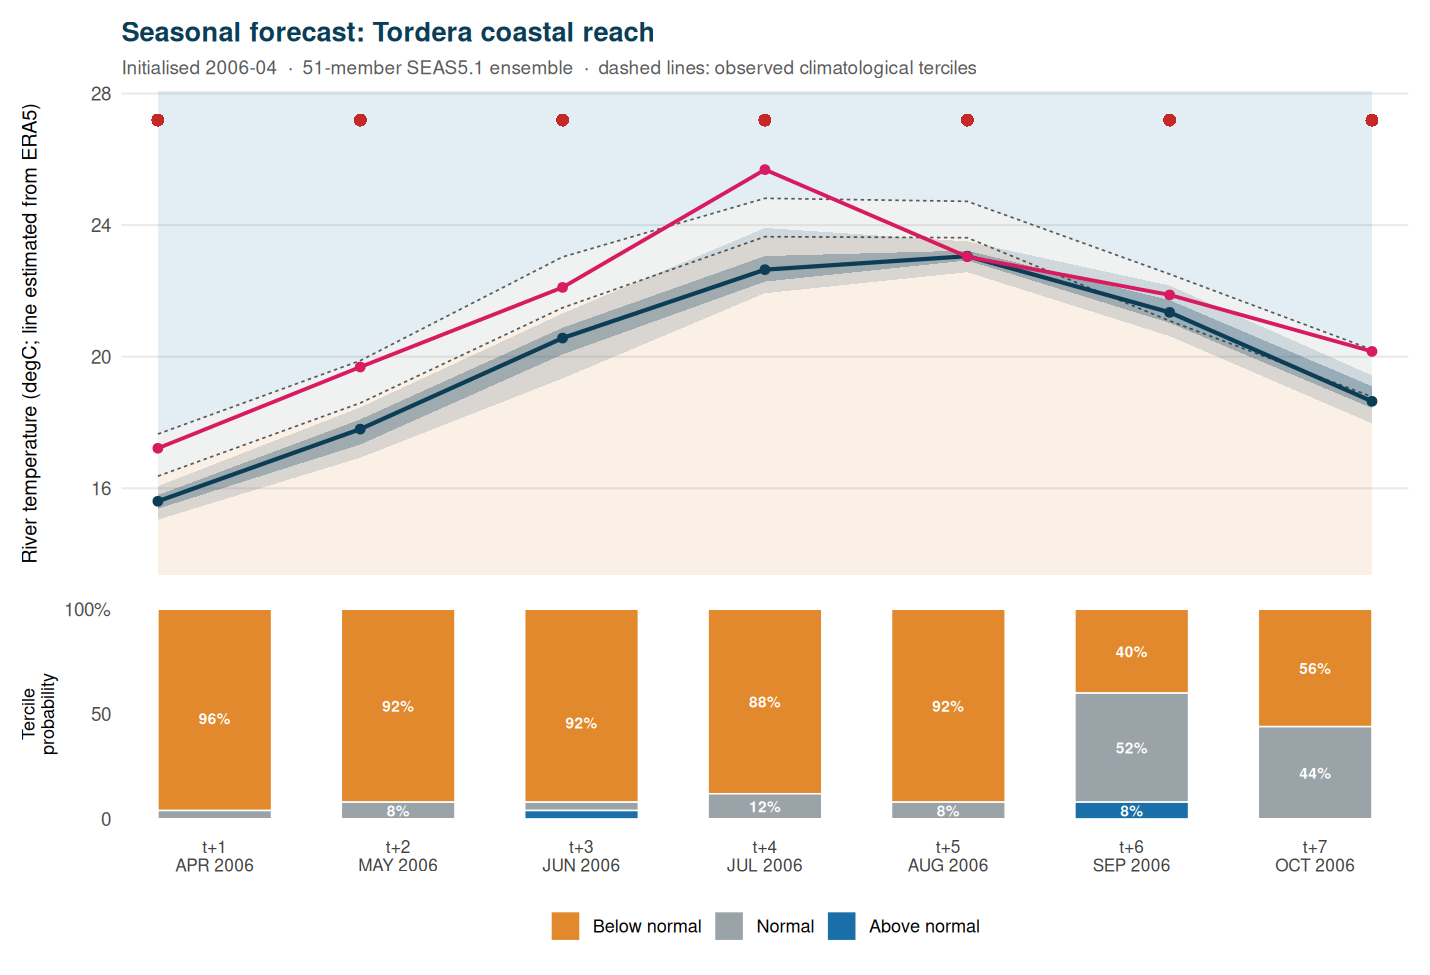 Seasonal forecast: Tordera coastal reach
Initialised 2006-04 · 51-member SEAS5.1 ensemble · dashed lines: observed climatological terciles
River temperature (degC; line estimated from ERA5)
28
24
20
16
Tercile
probability
100%
50
0
96%
92%
8%
92%
88%
12%
92%
8%
40%
52%
8%
56%
44%
t+1
APR 2006
t+2
MAY 2006
t+3
JUN 2006
t+4
JUL 2006
t+5
AUG 2006
t+6
SEP 2006
t+7
OCT 2006
Below normal
Normal
Above normal